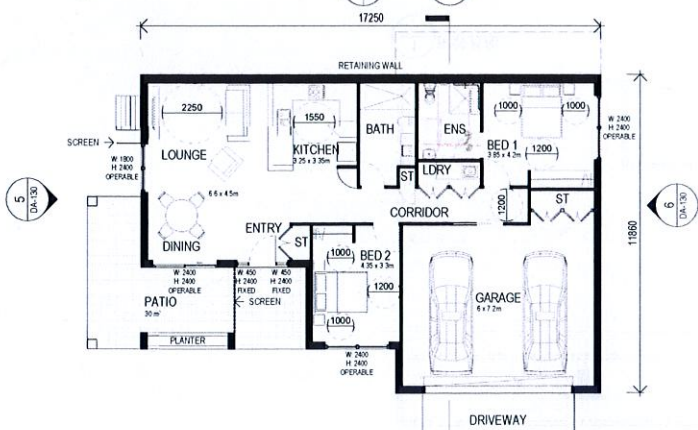 17250
RETAINING WALL
2250
1550
1000
1000
BATH
ENS
BED 1
3.95 x 4.2m
1200
W: 2400
H: 2400
OPERABLE
SCREEN
LOUNGE
KITCHEN
3.25 x 3.35m
W: 1800
H: 2400
OPERABLE
6.6 x 4.5m
ST
LDRY
5
DA-130
6
DA-130
1200
ST
CORRIDOR
11860
DINING
ENTRY
ST
BED 2
4.35 x 3.3m
1000
1200
1000
W: 2400
H: 2400
OPERABLE
W: 450
H: 2400
FIXED
W: 450
H: 2400
FIXED
SCREEN
PATIO
30 m²
GARAGE
6 x 7.2m
PLANTER
W: 2400
H: 2400
OPERABLE
DRIVEWAY